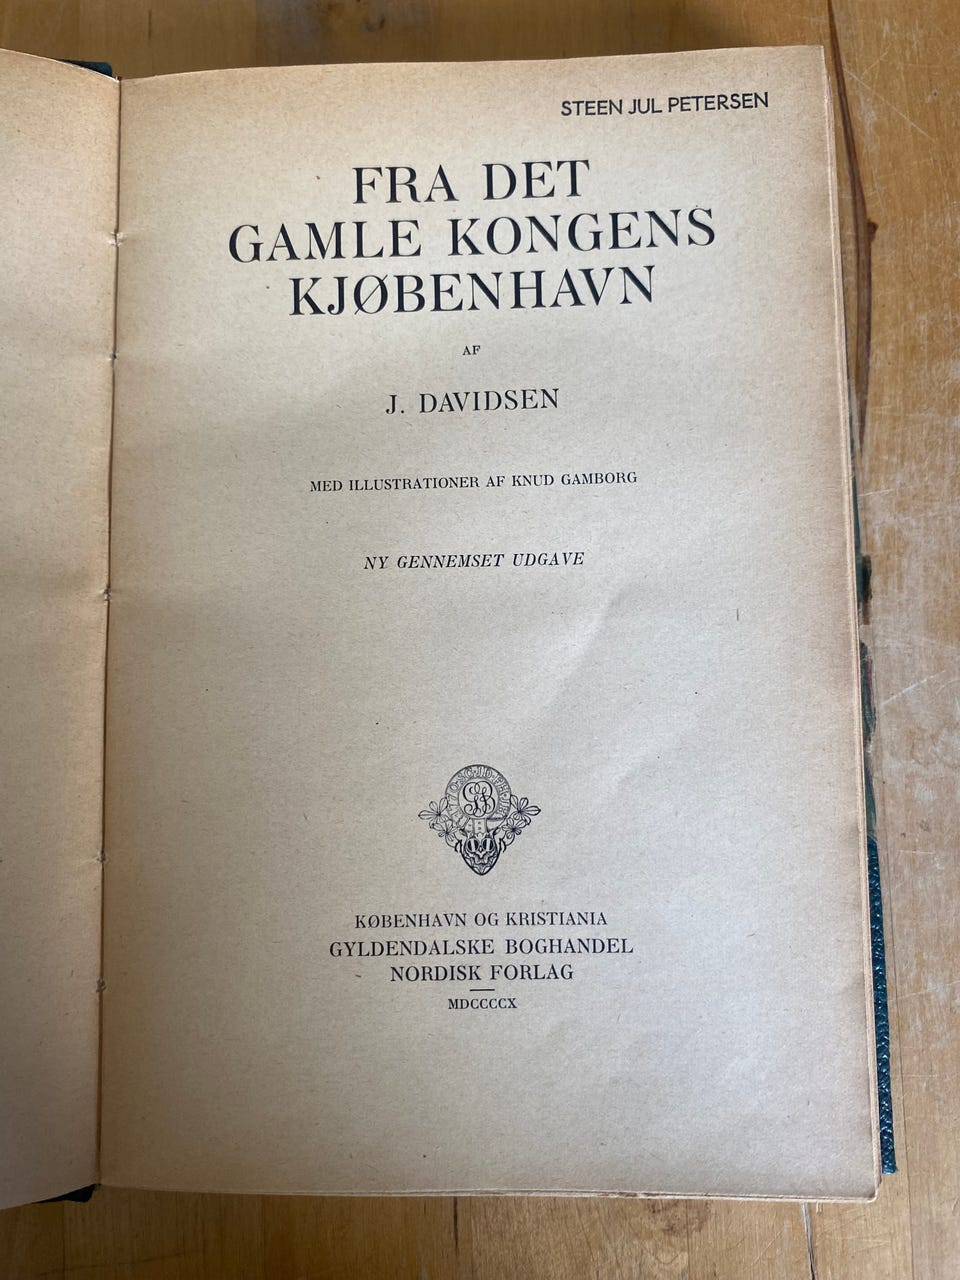 STEEN JUL PETERSEN
FRA DET
GAMLE KONGENS
KJØBENHAVN
AF
J. DAVIDSEN
MED ILLUSTRATIONER AF KNUD GAMBORG
NY GENNEMSET UDGAVE
KØBENHAVN OG KRISTIANIA
GYLDENDALSKE BOGHANDEL
NORDISK FORLAG
MDCCCCX